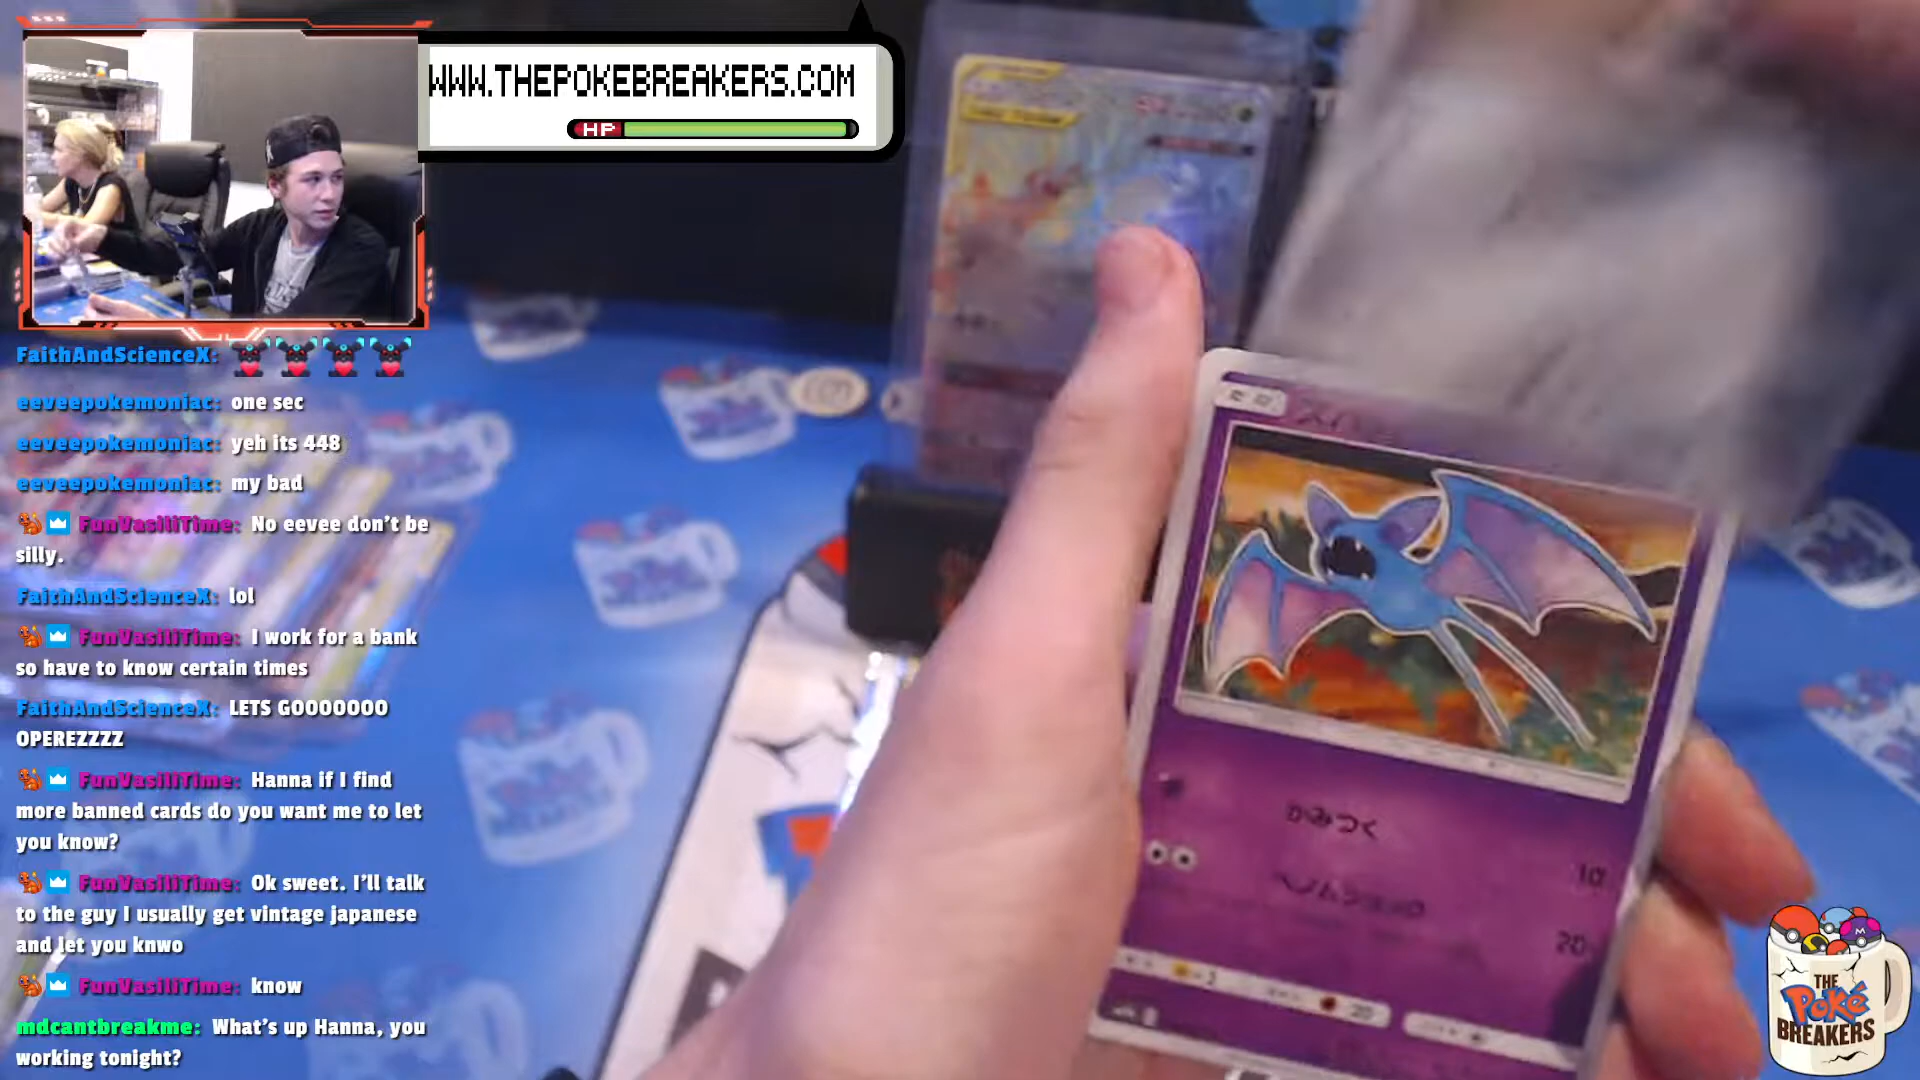 WWW.THEPOKEBREAKERS.COM
HP
FaithAndScienceX:
eeveepokemoniac: one sec
eeveepokemoniac: yeh its 448
eeveepokemoniac: my bad
FunVasiliTime: No eevee don't be
silly.
FaithAndScienceX: lol
FunVasiliTime: I work for a bank
so have to know certain times
FaithAndScienceX: LETS GOOOOOOO
OPEREZZZZ
FunVasiliTime: Hanna if I find
more banned cards do you want me to let
you know?
FunVasiliTime: Ok sweet. I'll talk
to the guy I usually get vintage japanese
and let you knwo
FunVasiliTime: know
mdcantbreakme: What's up Hanna, you
working tonight?
かみつく
10
20
THE
Poké
BREAKERS